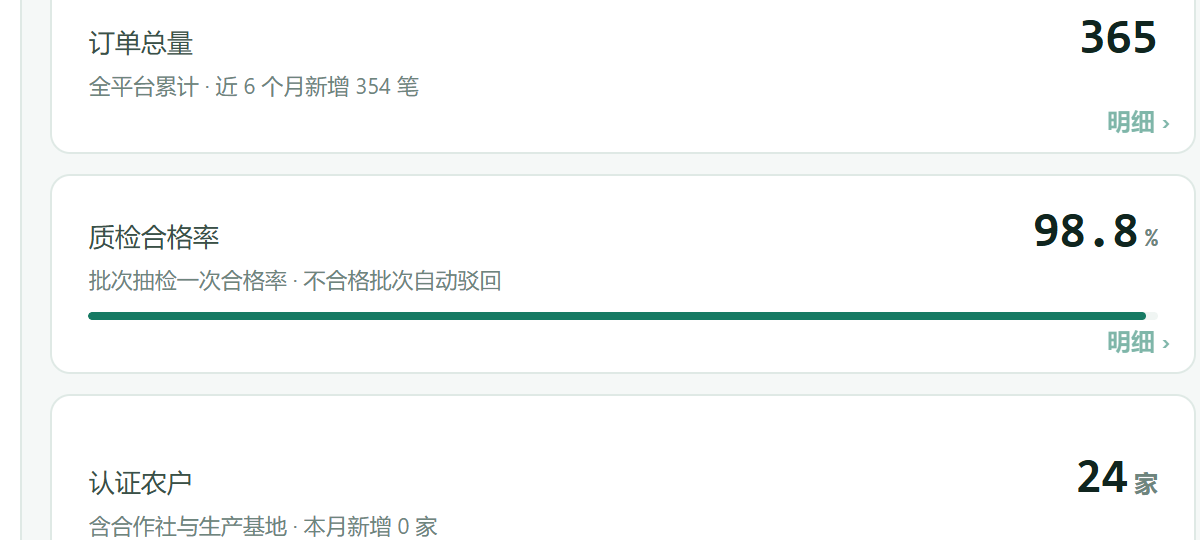 订单总量
365
全平台累计 · 近 6 个月新增 354 笔
明细 ›
质检合格率
98.8 %
批次抽检一次合格率 · 不合格批次自动驳回
明细 ›
认证农户
24 家
含合作社与生产基地 · 本月新增 0 家